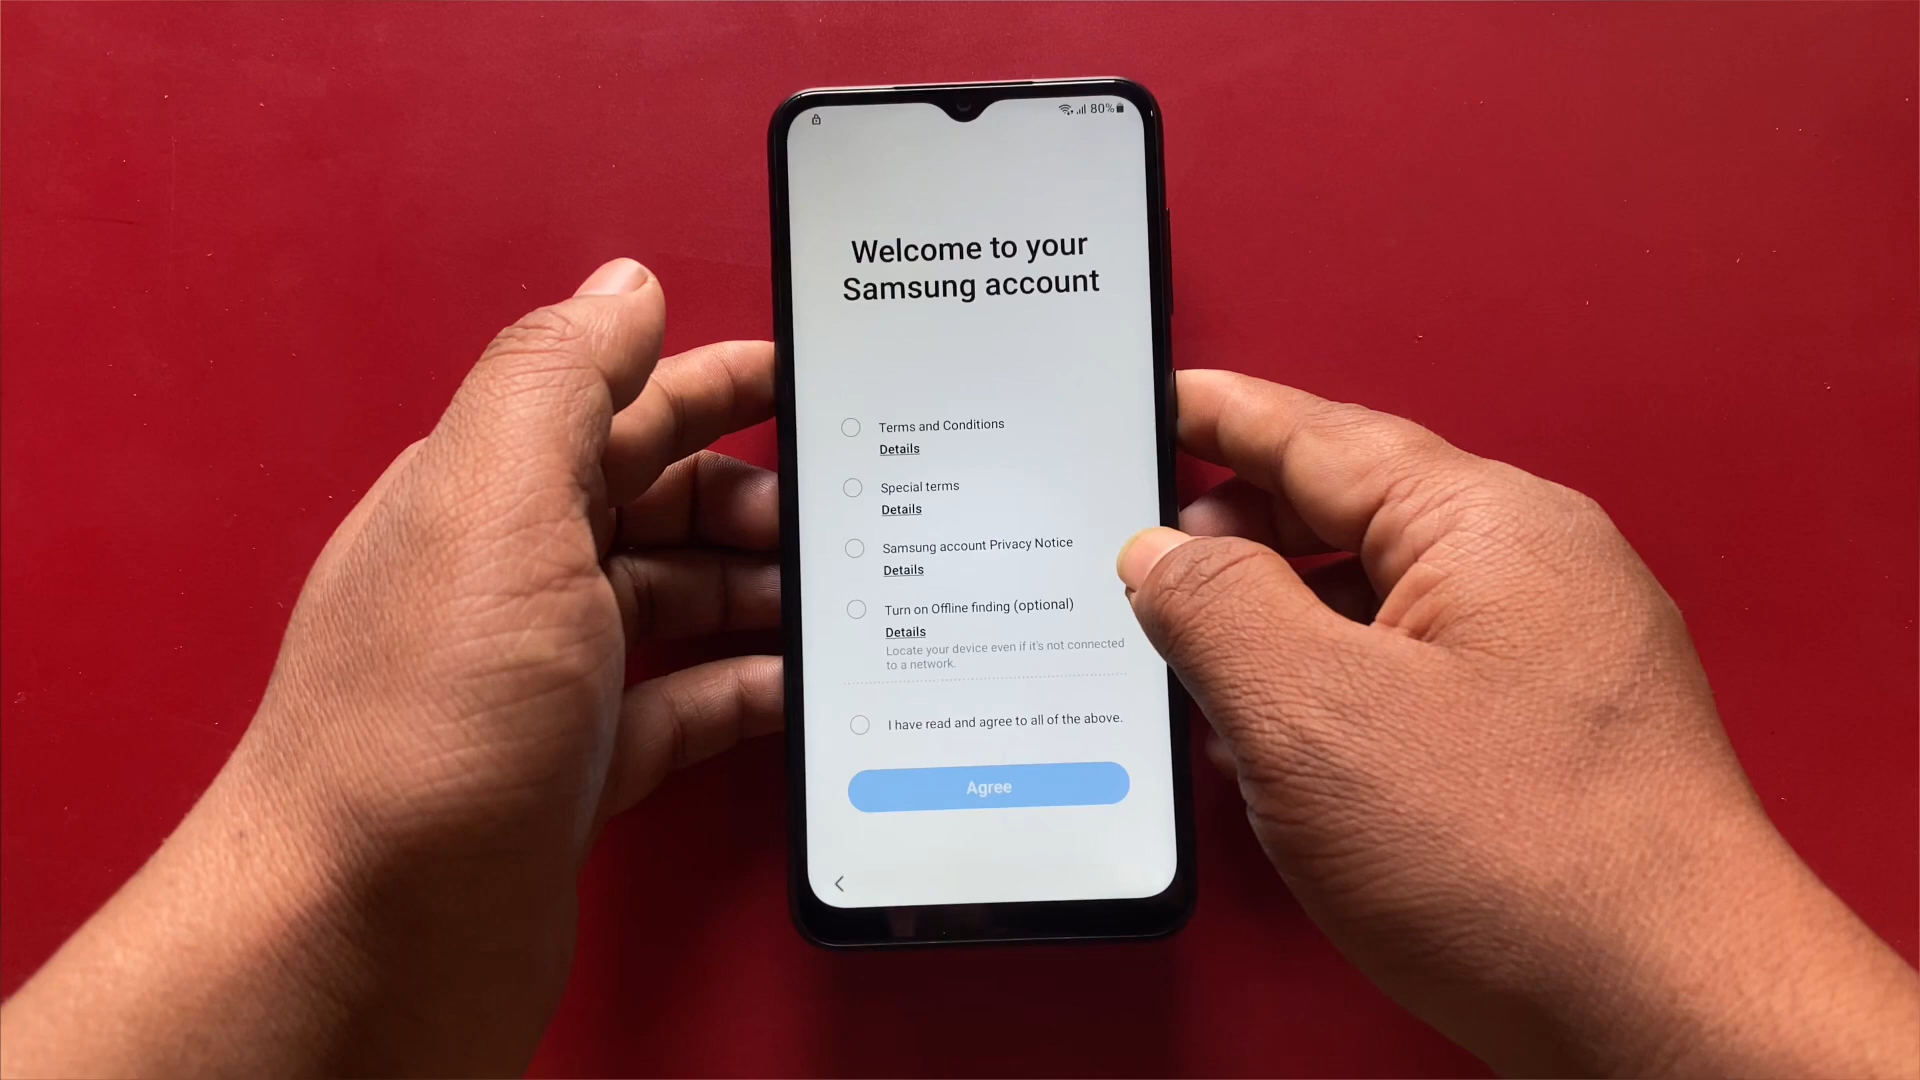 80%
Welcome to your
Samsung account
Terms and Conditions
Details
Special terms
Details
Samsung account Privacy Notice
Details
Turn on Offline finding (optional)
Details
Locate your device even if it's not connected
to a network.
I have read and agree to all of the above.
Agree